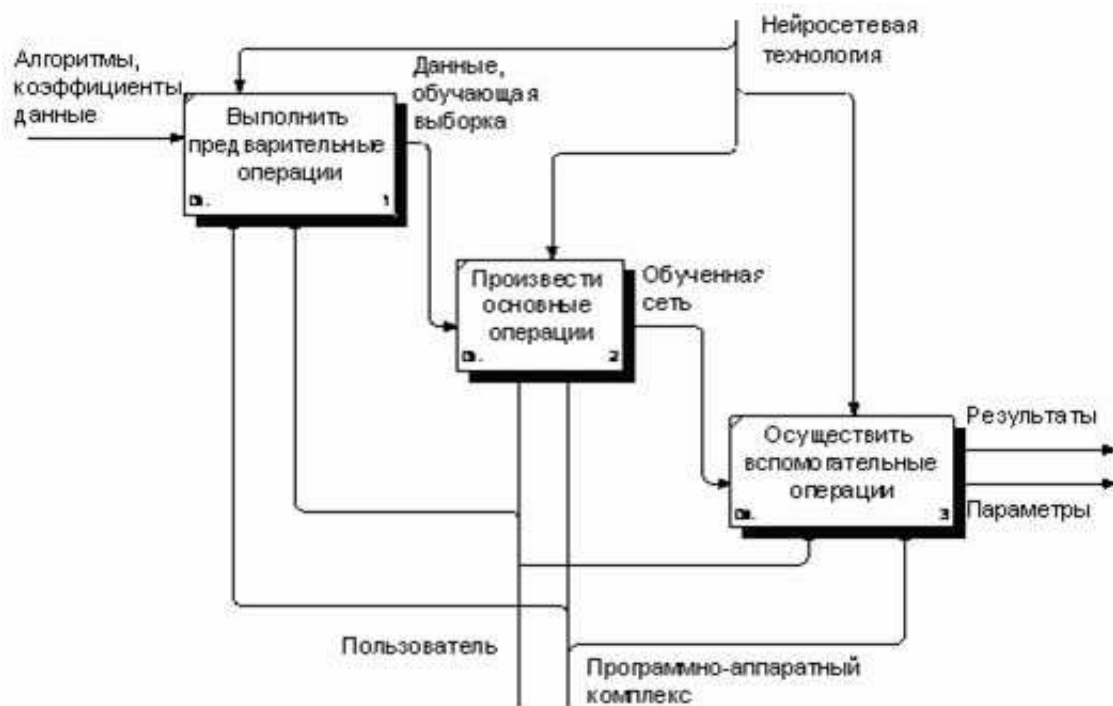 Нейросетевая
технология
Алгоритмы,
коэффициенты,
данные
Данные,
обучающая
выборка
Выполнить
предварительные
операции
1
Произвести
основные
операции
2
Обученная
сеть
Осуществить
вспомогательные
операции
3
Результаты
Параметры
Пользователь
Программно-аппаратный
комплекс